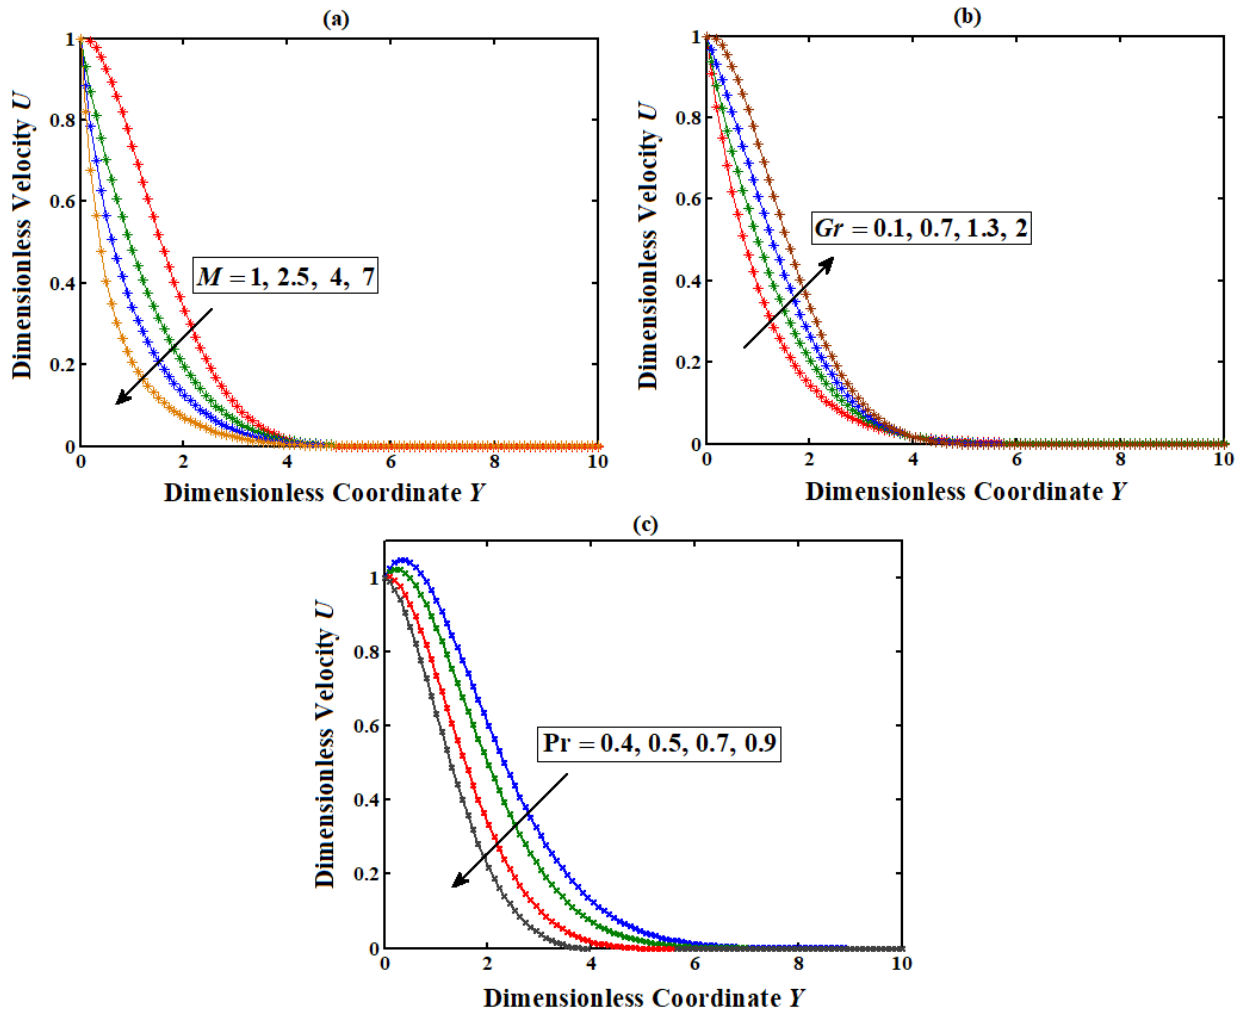 (a)
1
0.8
0.6
0.4
0.2
0
0 2 4 6 8 10
Dimensionless Velocity U
Dimensionless Coordinate Y
M = 1, 2.5, 4, 7
(b)
1
0.8
0.6
0.4
0.2
0
0 2 4 6 8 10
Dimensionless Velocity U
Dimensionless Coordinate Y
Gr = 0.1, 0.7, 1.3, 2
(c)
1
0.8
0.6
0.4
0.2
0
0 2 4 6 8 10
Dimensionless Velocity U
Dimensionless Coordinate Y
Pr = 0.4, 0.5, 0.7, 0.9